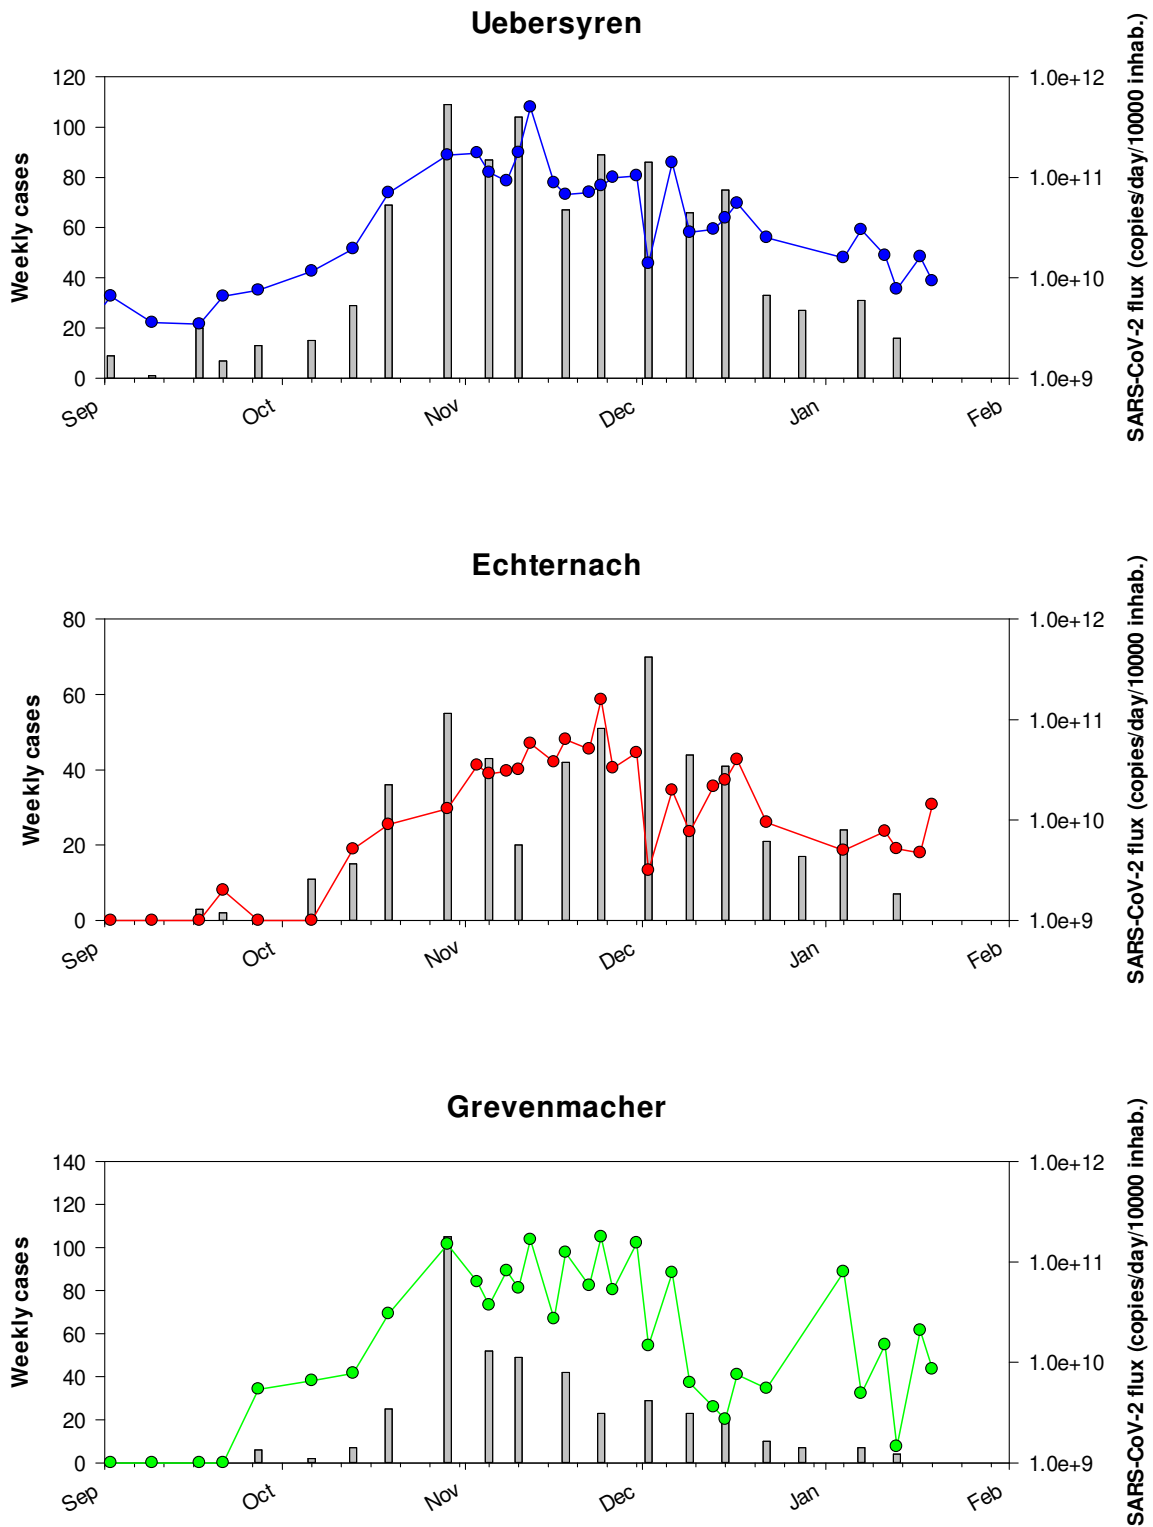 Uebersyren
Weekly cases
SARS-CoV-2 flux (copies/day/10000 inhab.)
120
100
80
60
40
20
0
1.0e+12
1.0e+11
1.0e+10
1.0e+9
Sep
Oct
Nov
Dec
Jan
Feb
Echternach
Weekly cases
SARS-CoV-2 flux (copies/day/10000 inhab.)
80
60
40
20
0
1.0e+12
1.0e+11
1.0e+10
1.0e+9
Sep
Oct
Nov
Dec
Jan
Feb
Grevenmacher
Weekly cases
SARS-CoV-2 flux (copies/day/10000 inhab.)
140
120
100
80
60
40
20
0
1.0e+12
1.0e+11
1.0e+10
1.0e+9
Sep
Oct
Nov
Dec
Jan
Feb